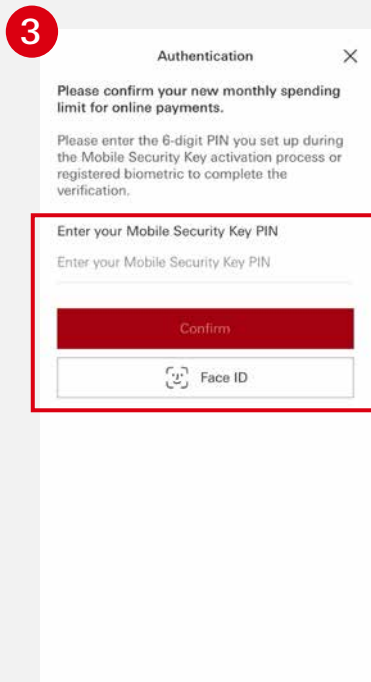 3
Authentication
Please confirm your new monthly spending
limit for online payments.
Please enter the 6-digit PIN you set up during
the Mobile Security Key activation process or
registered biometric to complete the
verification.
Enter your Mobile Security Key PIN
Enter your Mobile Security Key PIN
Confirm
Face ID